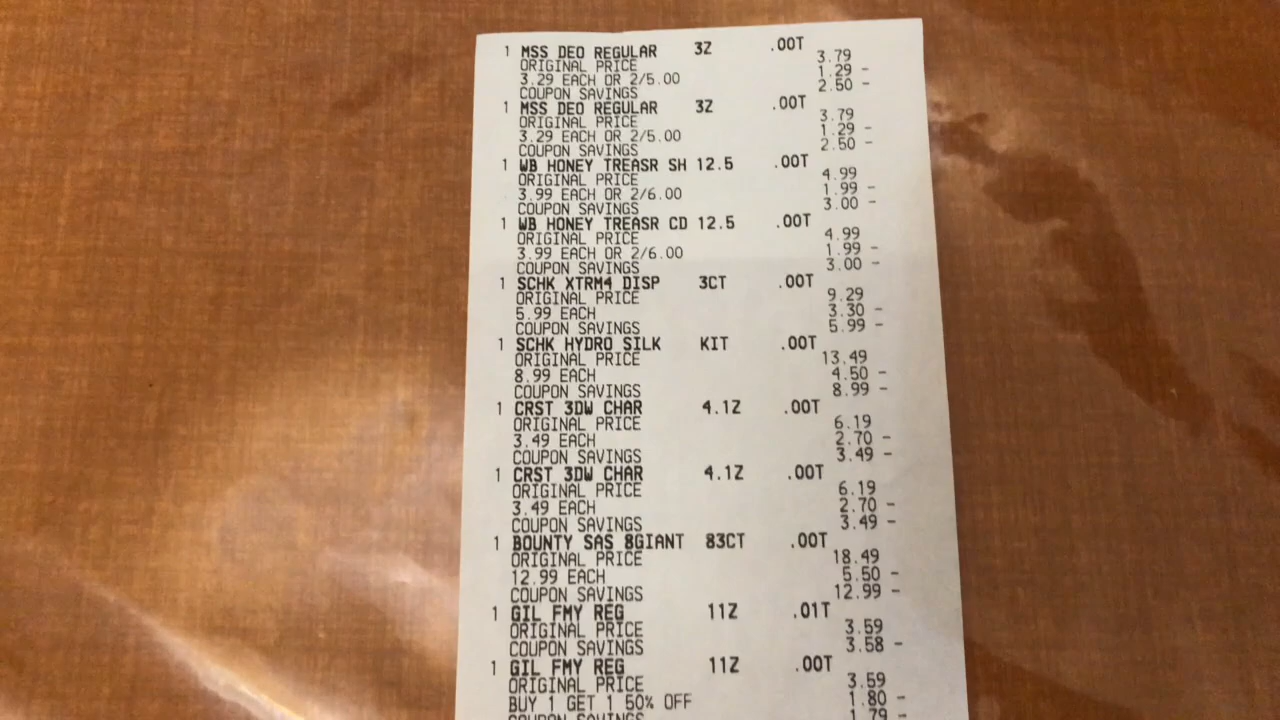 1 MSS DEO REGULAR 3Z .00T
ORIGINAL PRICE 3.79
3.29 EACH OR 2/5.00 1.29 -
COUPON SAVINGS 2.50 -
1 MSS DEO REGULAR 3Z .00T
ORIGINAL PRICE 3.79
3.29 EACH OR 2/5.00 1.29 -
COUPON SAVINGS 2.50 -
1 WB HONEY TREASR SH 12.5 .00T
ORIGINAL PRICE 4.99
3.99 EACH OR 2/6.00 1.99 -
COUPON SAVINGS 3.00 -
1 WB HONEY TREASR CD 12.5 .00T
ORIGINAL PRICE 4.99
3.99 EACH OR 2/6.00 1.99 -
COUPON SAVINGS 3.00 -
1 SCHK XTRM4 DISP 3CT .00T
ORIGINAL PRICE 9.29
5.99 EACH 3.30 -
COUPON SAVINGS 5.99 -
1 SCHK HYDRO SILK KIT .00T
ORIGINAL PRICE 13.49
8.99 EACH 4.50 -
COUPON SAVINGS 8.99 -
1 CRST 3DW CHAR 4.1Z .00T
ORIGINAL PRICE 6.19
3.49 EACH 2.70 -
COUPON SAVINGS 3.49 -
1 CRST 3DW CHAR 4.1Z .00T
ORIGINAL PRICE 6.19
3.49 EACH 2.70 -
COUPON SAVINGS 3.49 -
1 BOUNTY SAS 8GIANT 83CT .00T
ORIGINAL PRICE 18.49
12.99 EACH 5.50 -
COUPON SAVINGS 12.99 -
1 GIL FMY REG 11Z .01T
ORIGINAL PRICE 3.59
COUPON SAVINGS 3.58 -
1 GIL FMY REG 11Z .00T
ORIGINAL PRICE 3.59
BUY 1 GET 1 50% OFF 1.80 -
COUPON SAVINGS 1.79 -